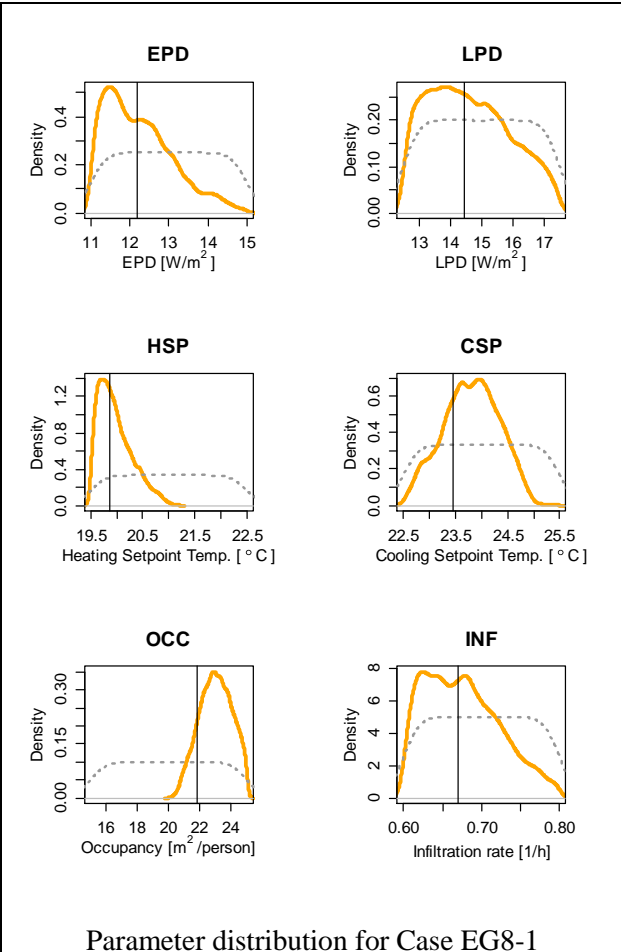 EPD
LPD
Density
0.0 0.2 0.4
11 12 13 14 15
EPD [W/m² ]
Density
0.00 0.10 0.20
13 14 15 16 17
LPD [W/m² ]
HSP
CSP
Density
0.0 0.4 0.8 1.2
19.5 20.5 21.5 22.5
Heating Setpoint Temp. [ ° C ]
Density
0.0 0.2 0.4 0.6
22.5 23.5 24.5 25.5
Cooling Setpoint Temp. [ ° C ]
OCC
INF
Density
0.00 0.15 0.30
16 18 20 22 24
Occupancy [m² /person]
Density
0 2 4 6 8
0.60 0.70 0.80
Infiltration rate [1/h]
Parameter distribution for Case EG8-1